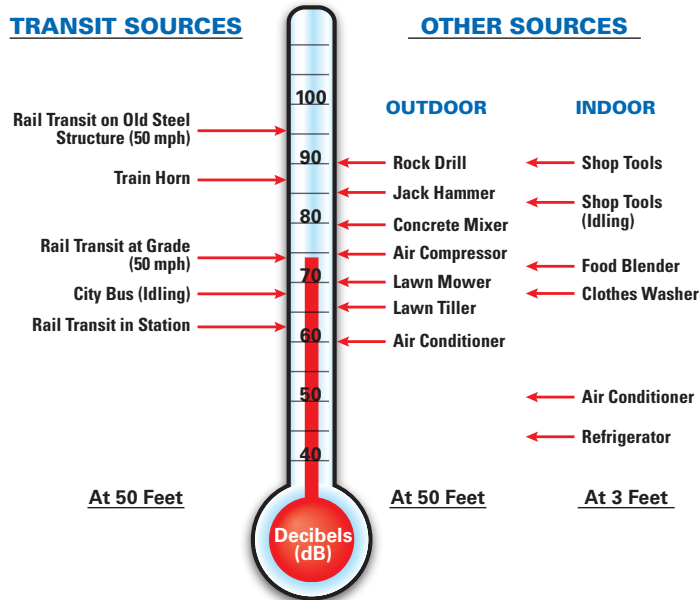 TRANSIT SOURCES
Rail Transit on Old Steel
Structure (50 mph)
Train Horn
Rail Transit at Grade
(50 mph)
City Bus (Idling)
Rail Transit in Station
At 50 Feet
100
90
80
70
60
50
40
Decibels
(dB)
OTHER SOURCES
OUTDOOR
Rock Drill
Jack Hammer
Concrete Mixer
Air Compressor
Lawn Mower
Lawn Tiller
Air Conditioner
At 50 Feet
INDOOR
Shop Tools
Shop Tools
(Idling)
Food Blender
Clothes Washer
Air Conditioner
Refrigerator
At 3 Feet